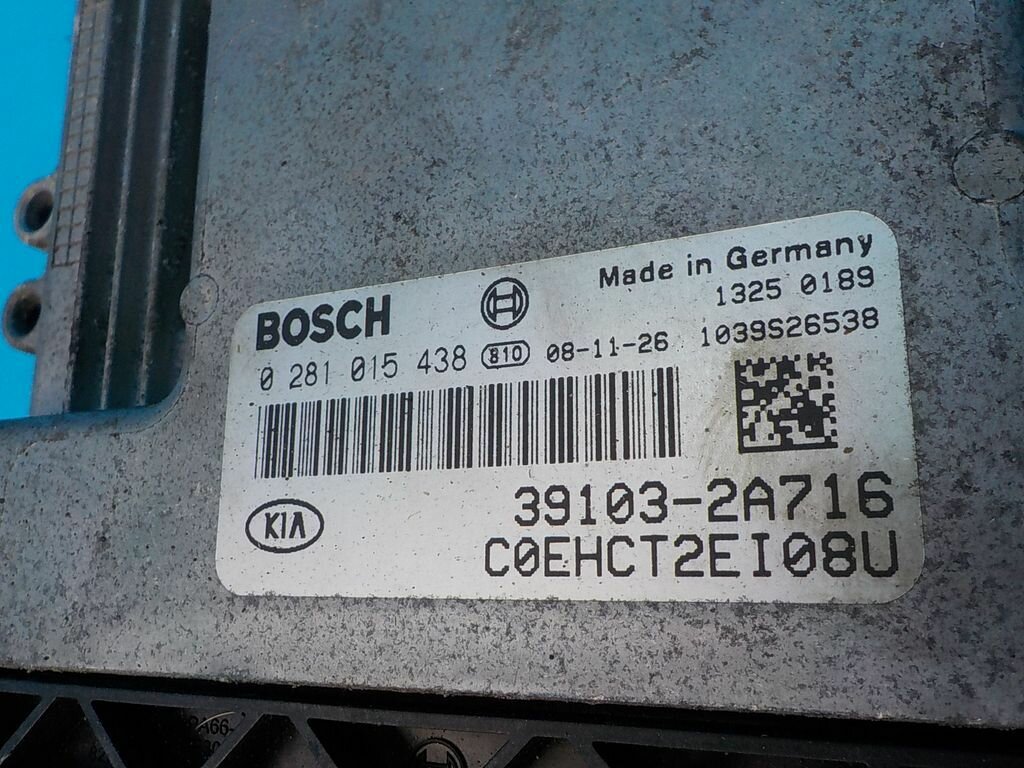 BOSCH
Made in Germany
1325 0189
0 281 015 438 810 08-11-26 1039S26538
39103-2A716
KIA
C0EHCT2EI08U